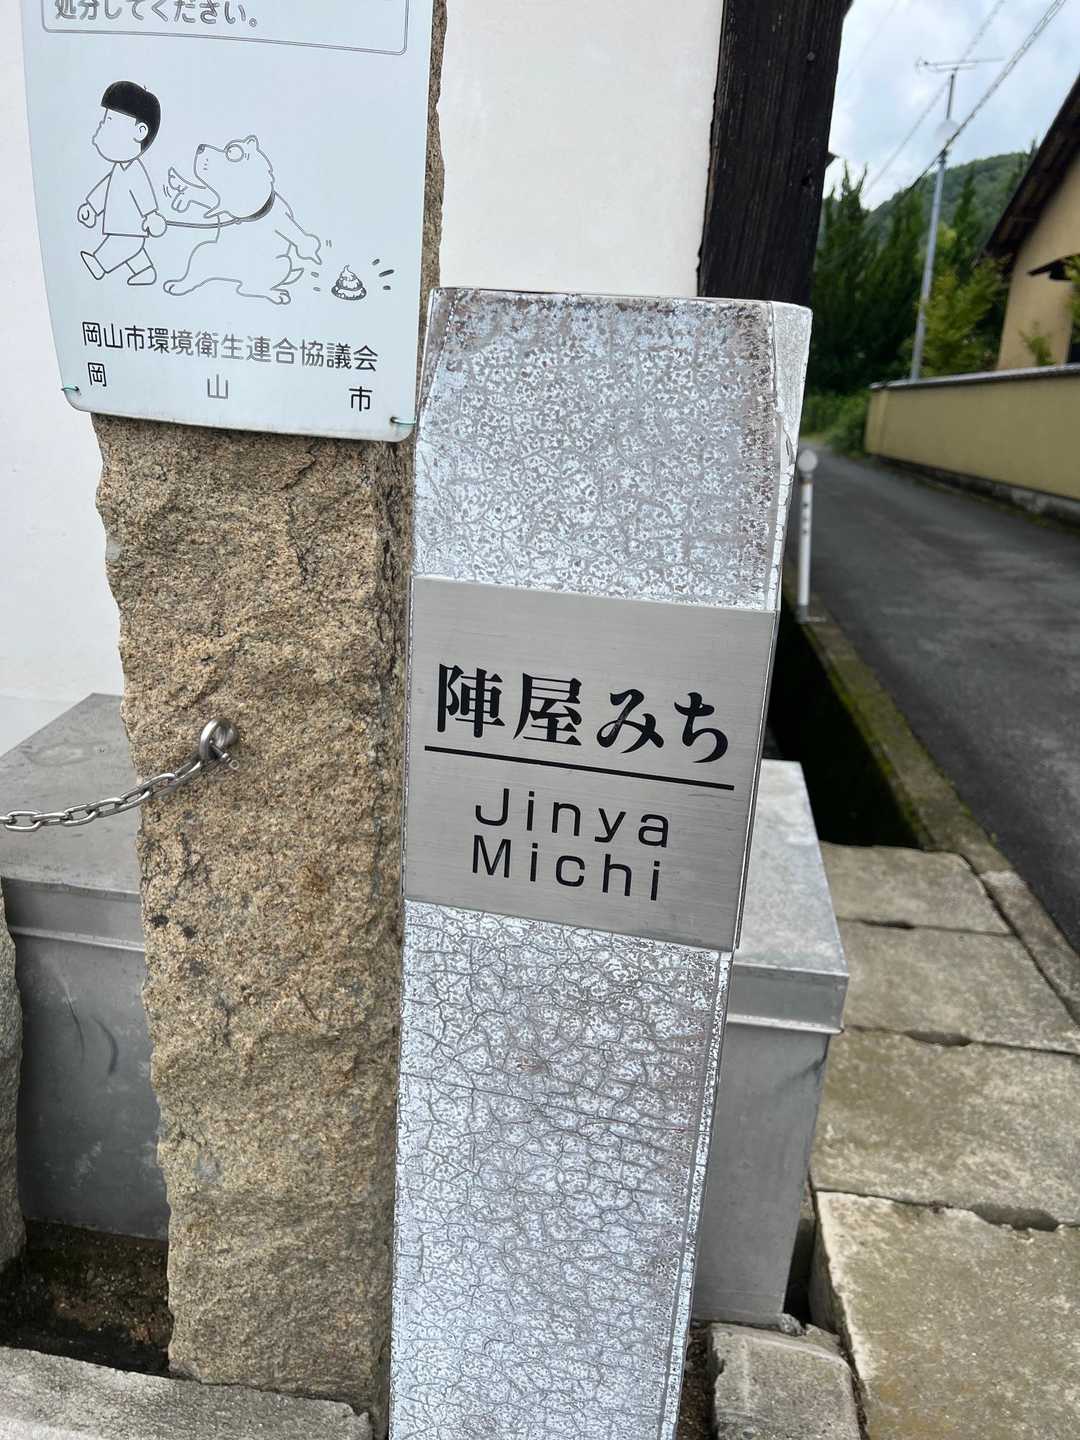 処分してください。
岡山市環境衛生連合協議会
岡山市
陣屋みち
Jinya
Michi